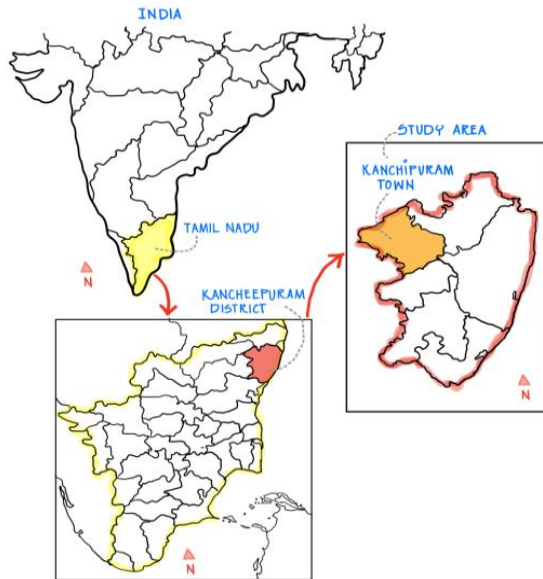 INDIA
TAMIL NADU
N
STUDY AREA
KANCHIPURAM
TOWN
KANCHEEPURAM
DISTRICT
N
N